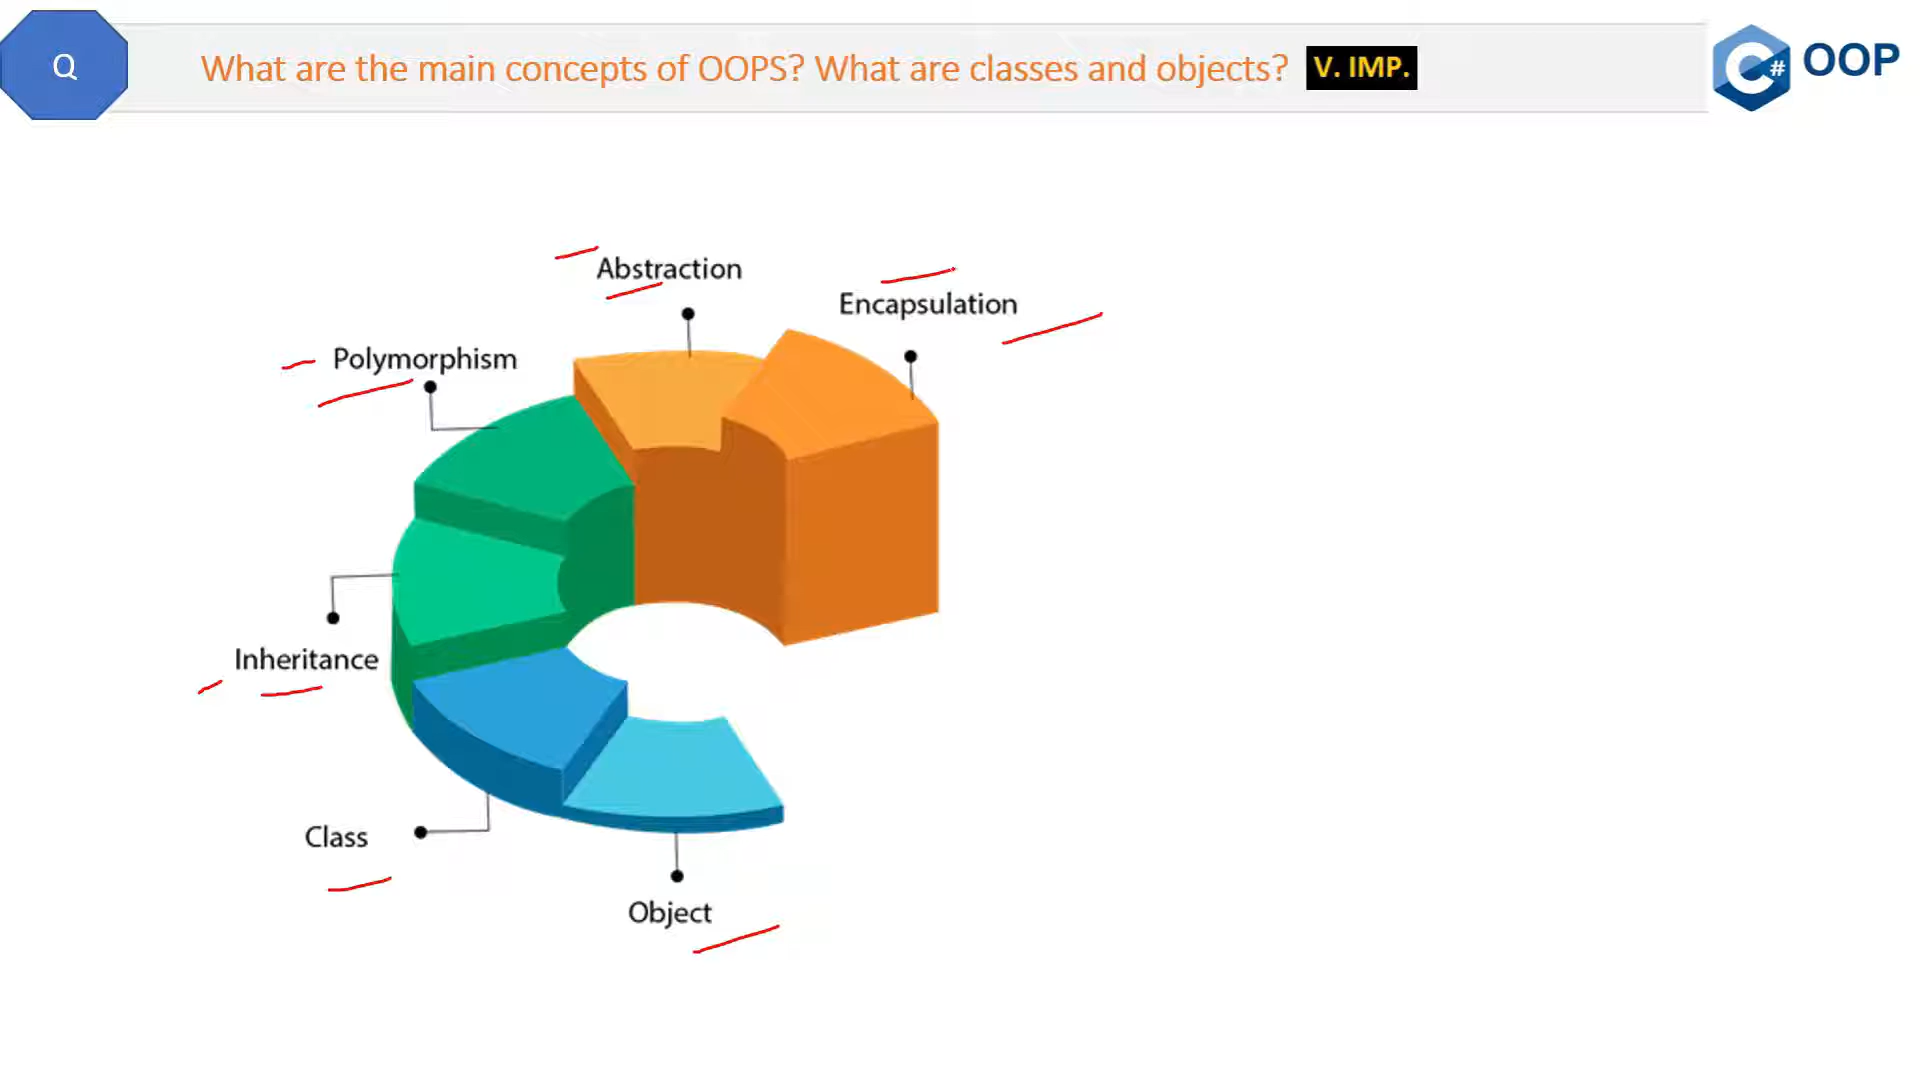 Q
What are the main concepts of OOPS? What are classes and objects?
V. IMP.
C# OOP
Abstraction
Encapsulation
Polymorphism
Inheritance
Class
Object